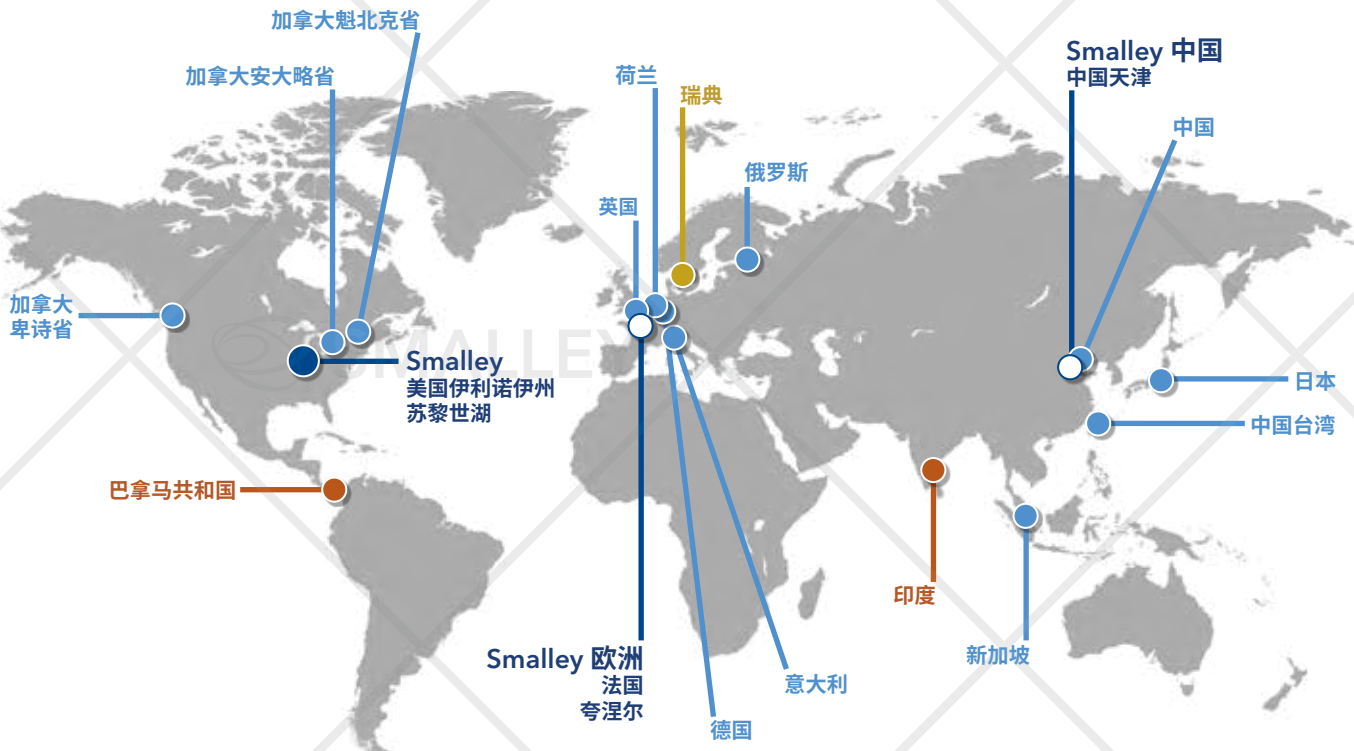 加拿大魁北克省
加拿大安大略省
荷兰
瑞典
Smalley 中国
中国天津
中国
俄罗斯
英国
加拿大
卑诗省
SMALLEY
Smalley
美国伊利诺伊州
苏黎世湖
日本
中国台湾
巴拿马共和国
印度
新加坡
Smalley 欧洲
法国
夸涅尔
意大利
德国